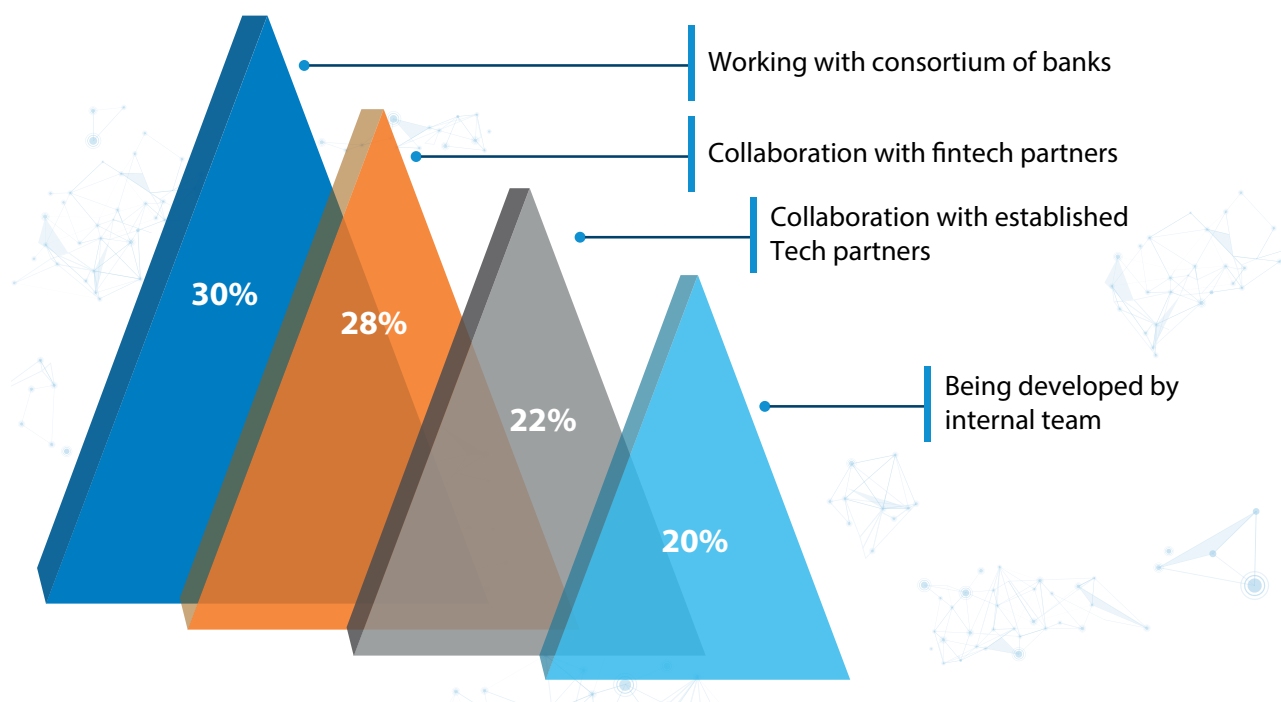 Working with consortium of banks
Collaboration with fintech partners
Collaboration with established
Tech partners
30%
28%
22%
Being developed by
internal team
20%